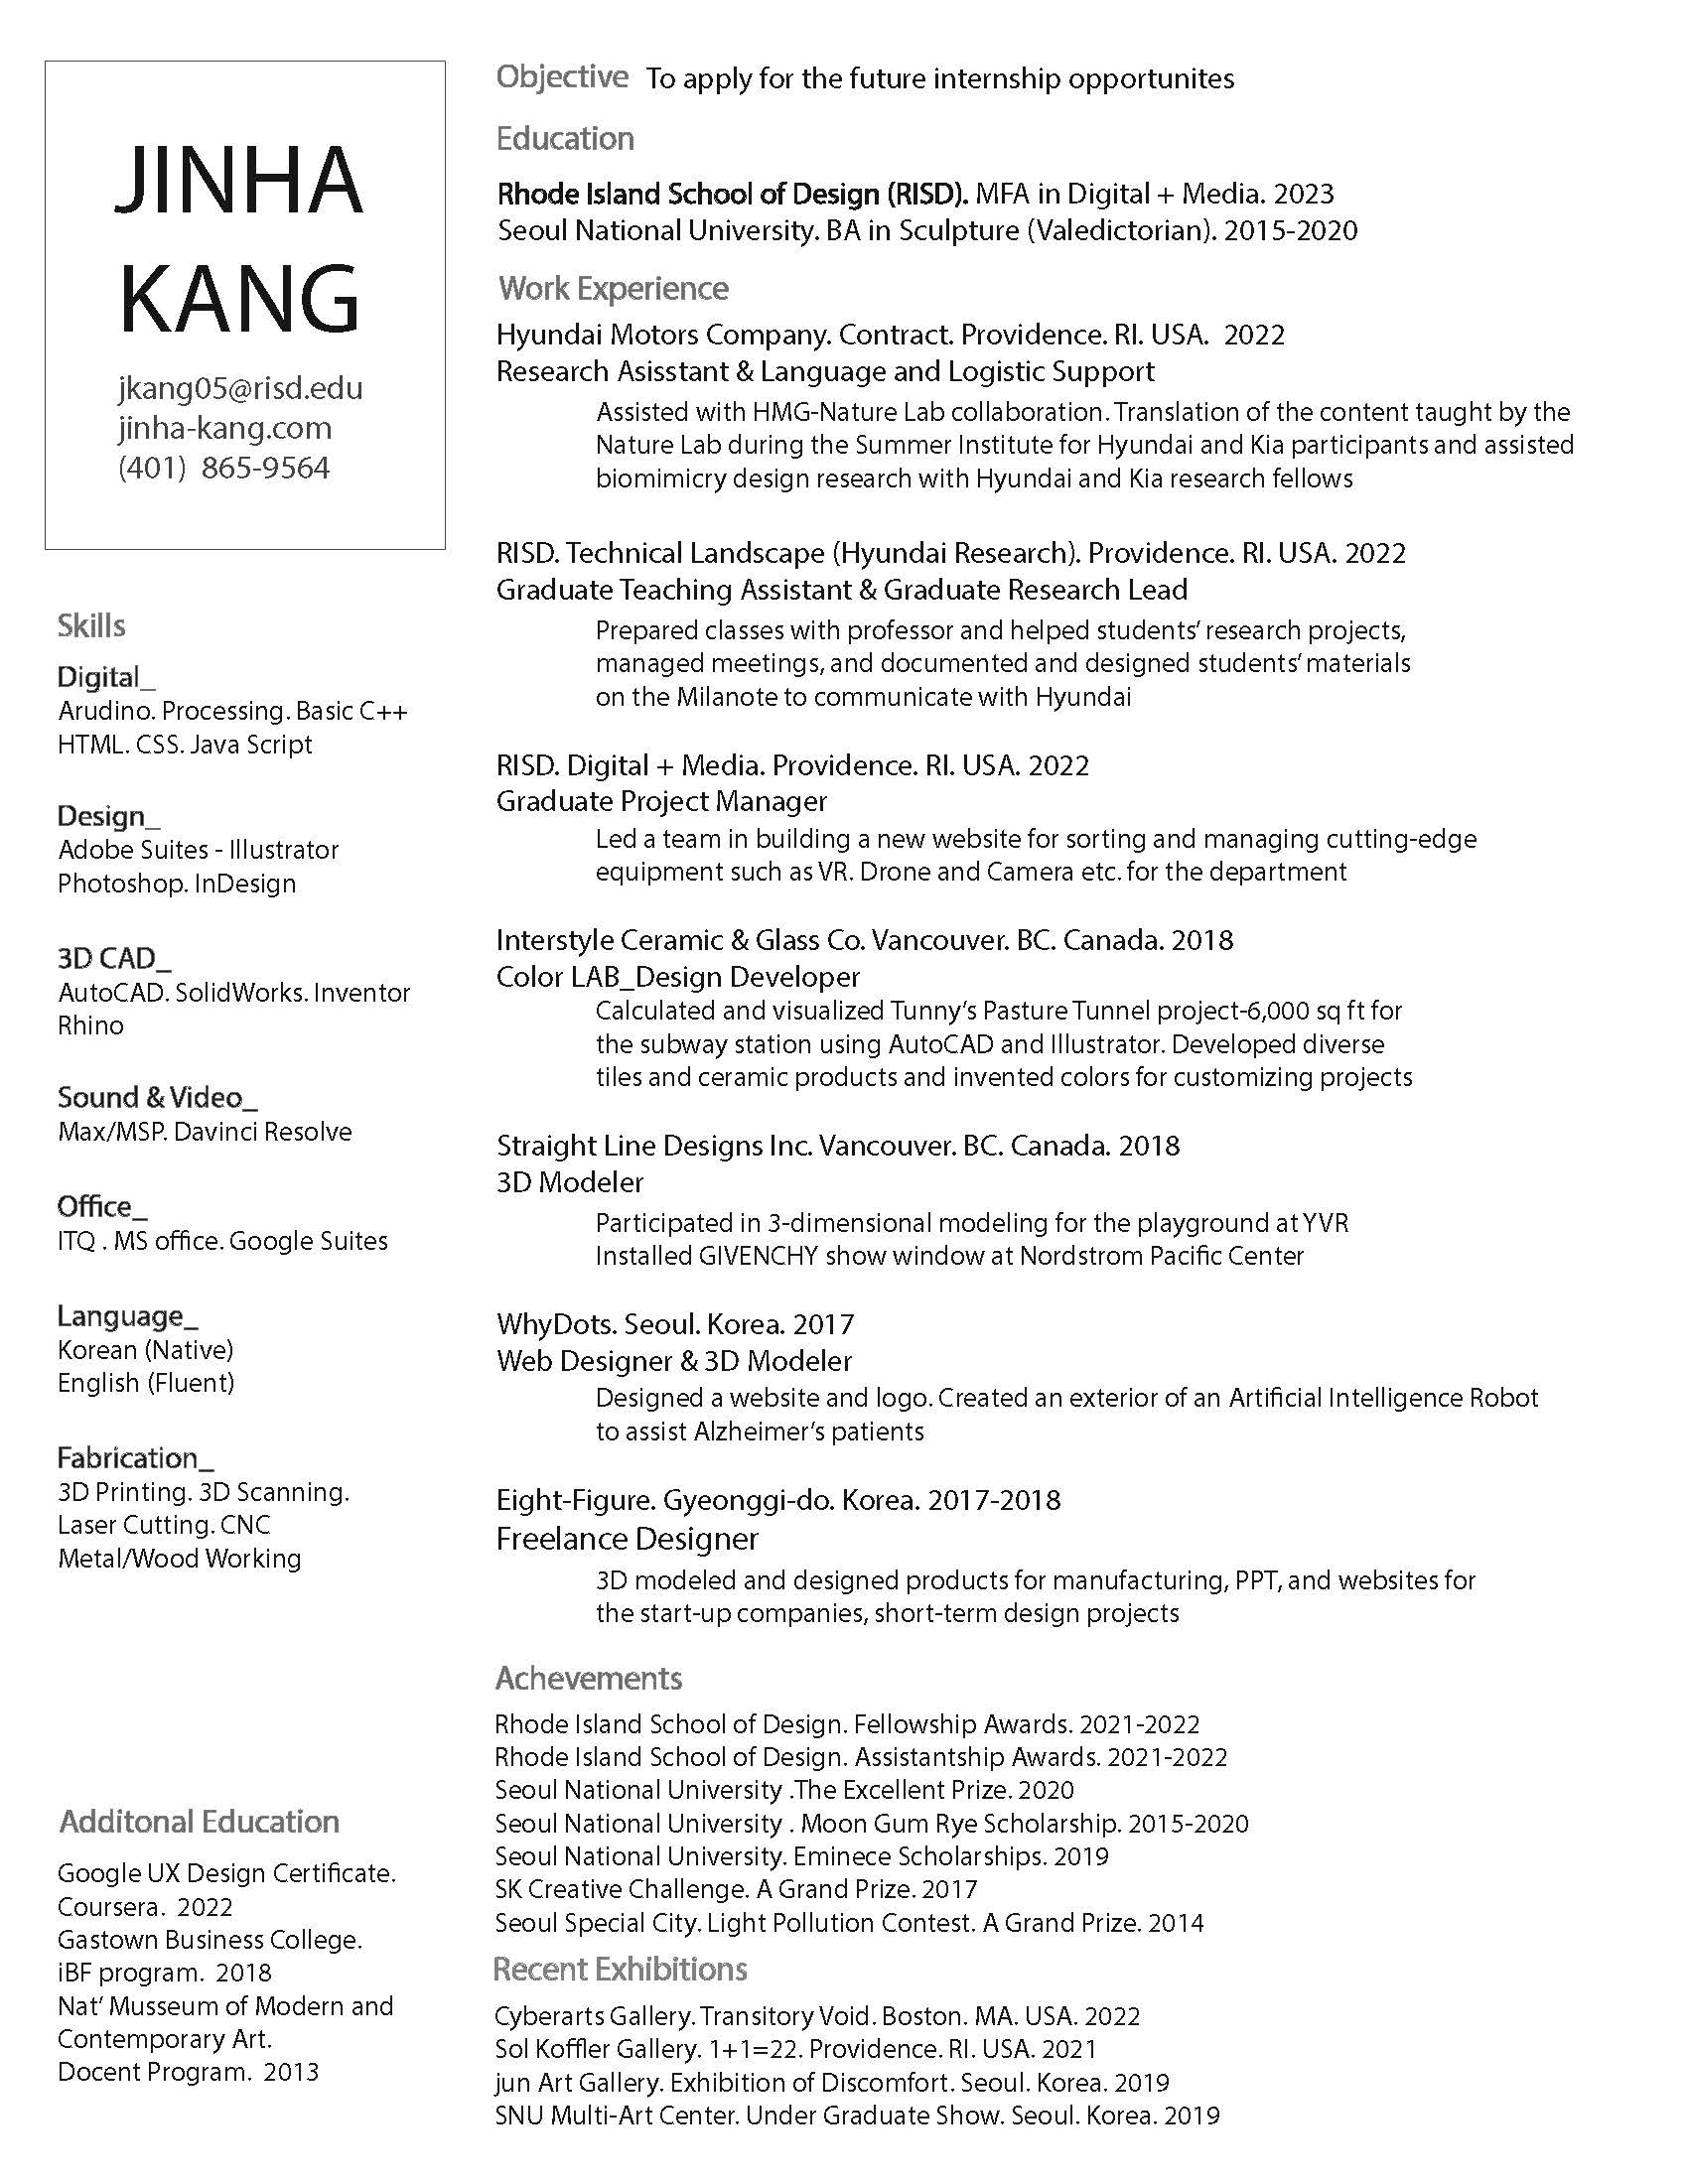 JINHA
KANG
jkang05@risd.edu
jinha-kang.com
(401)  865-9564
Skills
Digital_
Arudino. Processing. Basic C++
HTML. CSS. Java Script
Design_
Adobe Suites - Illustrator
Photoshop. InDesign
3D CAD_
AutoCAD. SolidWorks. Inventor
Rhino
Sound & Video_
Max/MSP. Davinci Resolve
Office_
ITQ . MS office. Google Suites
Language_
Korean (Native)
English (Fluent)
Fabrication_
3D Printing. 3D Scanning.
Laser Cutting. CNC
Metal/Wood Working
Additonal Education
Google UX Design Certificate.
Coursera.  2022
Gastown Business College.
iBF program.  2018
Nat’ Musseum of Modern and
Contemporary Art.
Docent Program.  2013
Objective  To apply for the future internship opportunites
Education
Rhode Island School of Design (RISD). MFA in Digital + Media. 2023
Seoul National University. BA in Sculpture (Valedictorian). 2015-2020
Work Experience
Hyundai Motors Company. Contract. Providence. RI. USA.  2022
Research Asisstant & Language and Logistic Support
Assisted with HMG-Nature Lab collaboration. Translation of the content taught by the
Nature Lab during the Summer Institute for Hyundai and Kia participants and assisted
biomimicry design research with Hyundai and Kia research fellows
RISD. Technical Landscape (Hyundai Research). Providence. RI. USA. 2022
Graduate Teaching Assistant & Graduate Research Lead
Prepared classes with professor and helped students’ research projects,
managed meetings, and documented and designed students’ materials
on the Milanote to communicate with Hyundai
RISD. Digital + Media. Providence. RI. USA. 2022
Graduate Project Manager
Led a team in building a new website for sorting and managing cutting-edge
equipment such as VR. Drone and Camera etc. for the department
Interstyle Ceramic & Glass Co. Vancouver. BC. Canada. 2018
Color LAB_Design Developer
Calculated and visualized Tunny’s Pasture Tunnel project-6,000 sq ft for
the subway station using AutoCAD and Illustrator. Developed diverse
tiles and ceramic products and invented colors for customizing projects
Straight Line Designs Inc. Vancouver. BC. Canada. 2018
3D Modeler
Participated in 3-dimensional modeling for the playground at YVR
Installed GIVENCHY show window at Nordstrom Pacific Center
WhyDots. Seoul. Korea. 2017
Web Designer & 3D Modeler
Designed a website and logo. Created an exterior of an Artificial Intelligence Robot
to assist Alzheimer’s patients
Eight-Figure. Gyeonggi-do. Korea. 2017-2018
Freelance Designer
3D modeled and designed products for manufacturing, PPT, and websites for
the start-up companies, short-term design projects
Achevements
Rhode Island School of Design. Fellowship Awards. 2021-2022
Rhode Island School of Design. Assistantship Awards. 2021-2022
Seoul National University .The Excellent Prize. 2020
Seoul National University . Moon Gum Rye Scholarship. 2015-2020
Seoul National University. Eminece Scholarships. 2019
SK Creative Challenge. A Grand Prize. 2017
Seoul Special City. Light Pollution Contest. A Grand Prize. 2014
Recent Exhibitions
Cyberarts Gallery. Transitory Void. Boston. MA. USA. 2022
Sol Koffler Gallery. 1+1=22. Providence. RI. USA. 2021
jun Art Gallery. Exhibition of Discomfort. Seoul. Korea. 2019
SNU Multi-Art Center. Under Graduate Show. Seoul. Korea. 2019